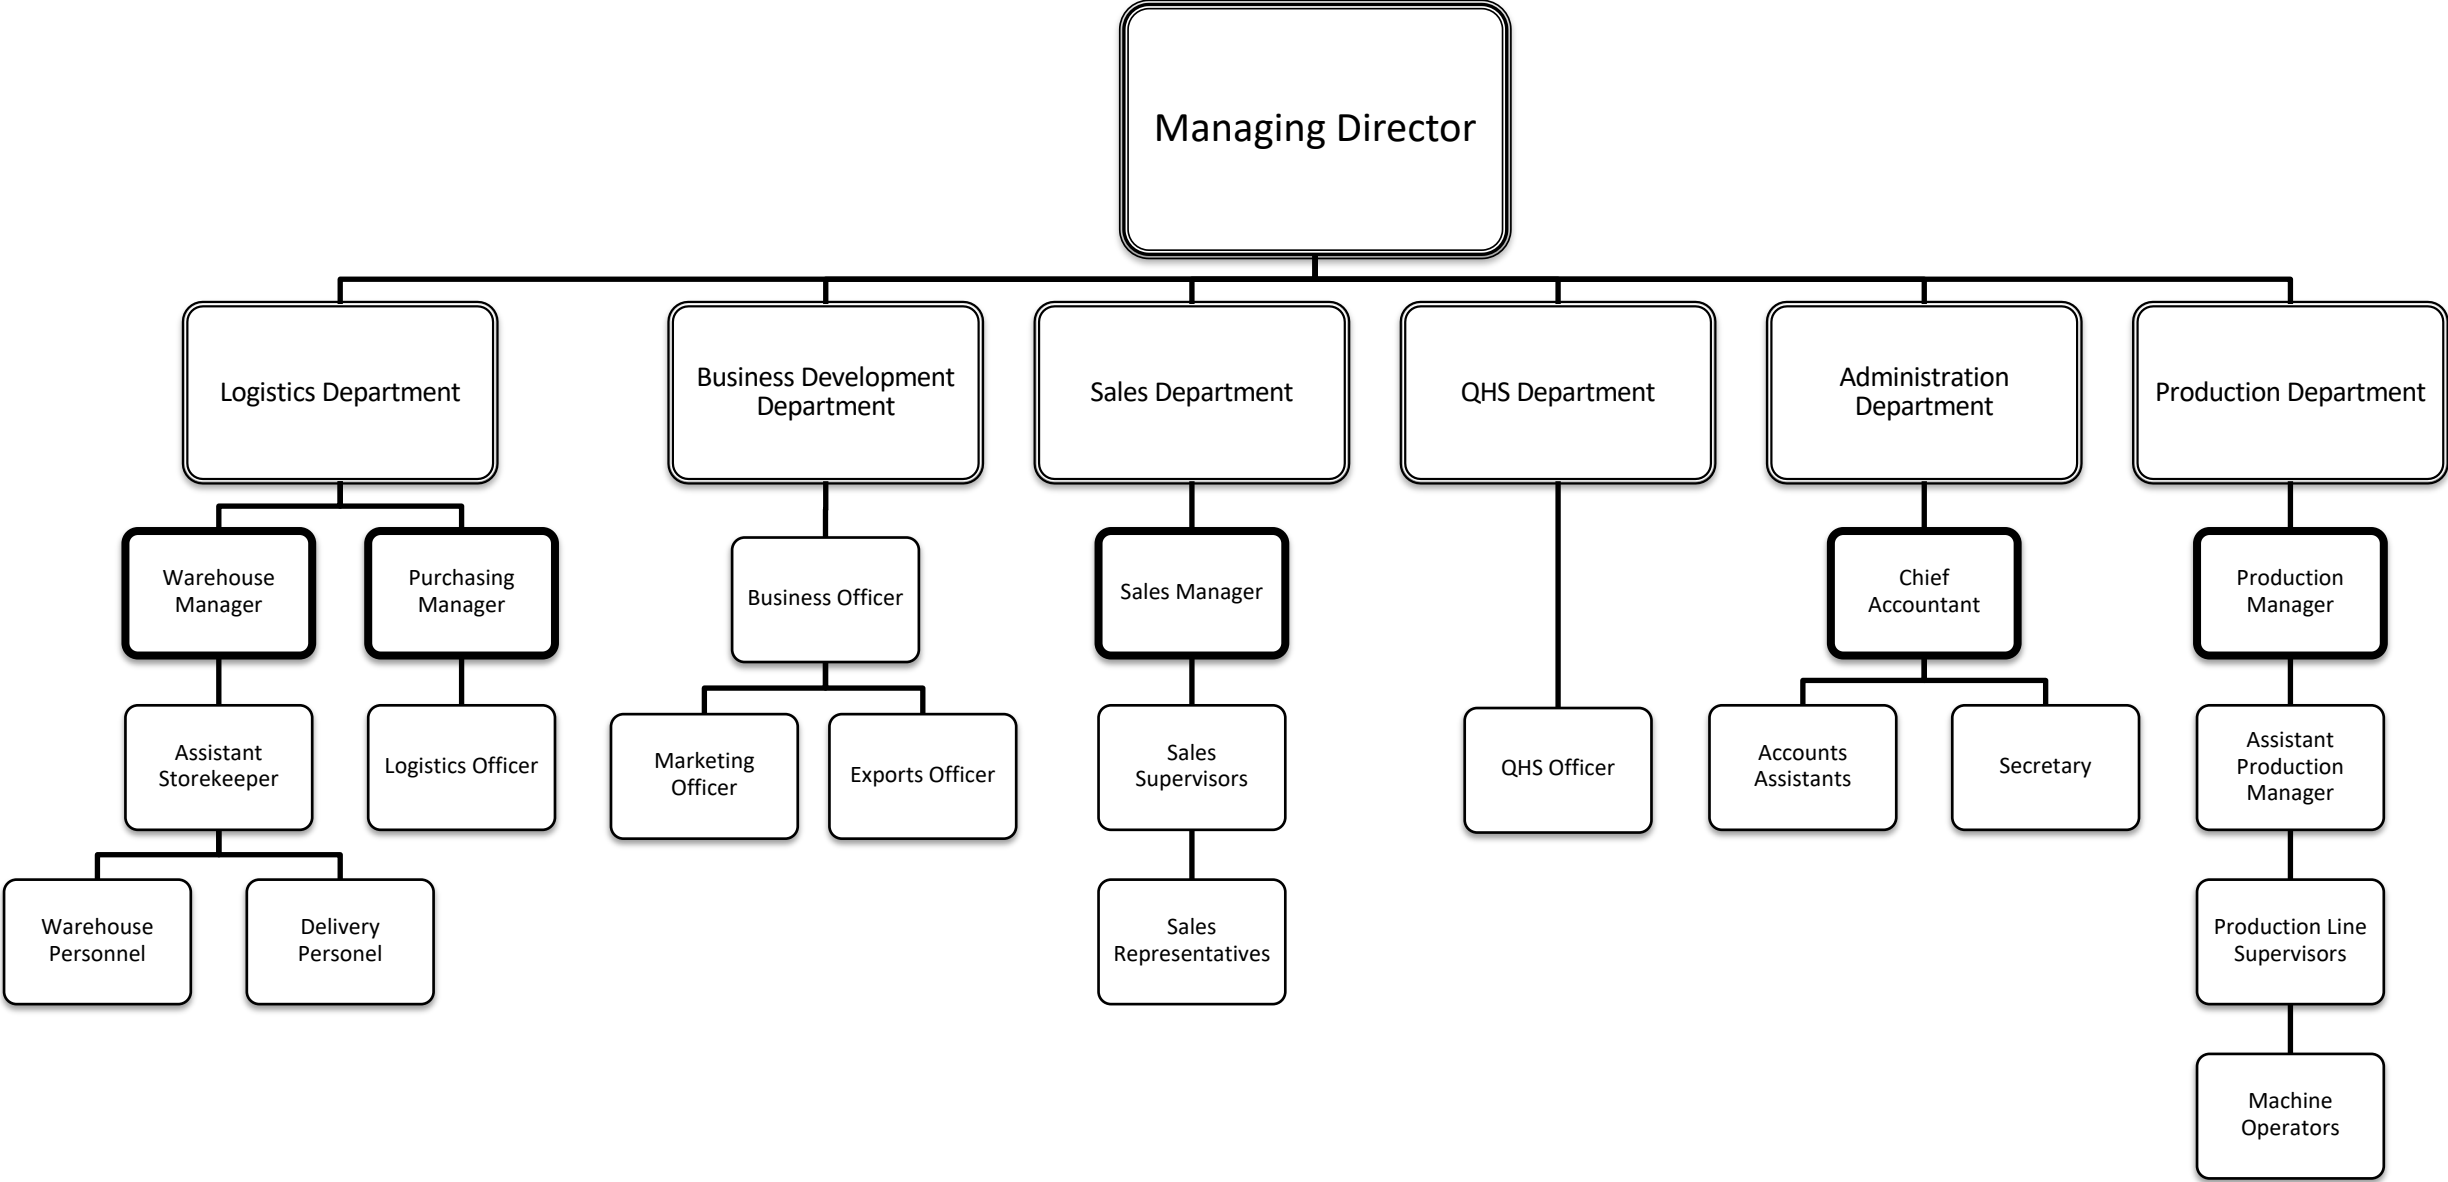 Managing Director
Logistics Department
Business Development
Department
Sales Department
QHS Department
Administration
Department
Production Department
Warehouse
Manager
Purchasing
Manager
Business Officer
Sales Manager
Chief
Accountant
Production
Manager
Assistant
Storekeeper
Logistics Officer
Marketing
Officer
Exports Officer
Sales
Supervisors
QHS Officer
Accounts
Assistants
Secretary
Assistant
Production
Manager
Warehouse
Personnel
Delivery
Personel
Sales
Representatives
Production Line
Supervisors
Machine
Operators